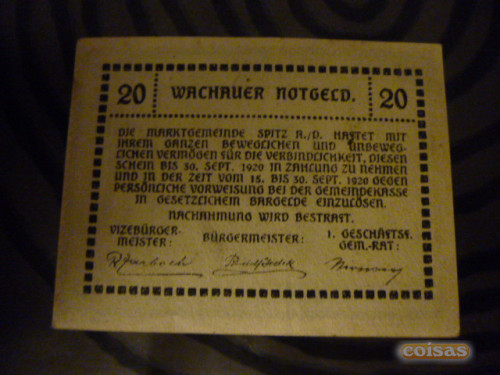 20 WACHAUER NOTGELD. 20
DIE MARKTGEMEINDE SPITZ A./D. HAFTET MIT
IHREM GANZEN BEWEGLICHEN UND UNBEWEG-
LICHEN VERMÖGEN FÜR DIE VERBINDLICHKEIT, DIESEN
SCHEIN BIS 30. SEPT. 1920 IN ZAHLUNG ZU NEHMEN
UND IN DER ZEIT VOM 15. BIS 30. SEPT. 1920 GEGEN
PERSÖNLICHE VORWEISUNG BEI DER GEMEINDEKASSE
IN GESETZLICHEM BARGELDE EINZULÖSEN.
NACHAHMUNG WIRD BESTRAFT.
VIZEBÜRGER-
MEISTER:
BÜRGERMEISTER:
1. GESCHÄFTSF.
GEM.-RAT:
coisas